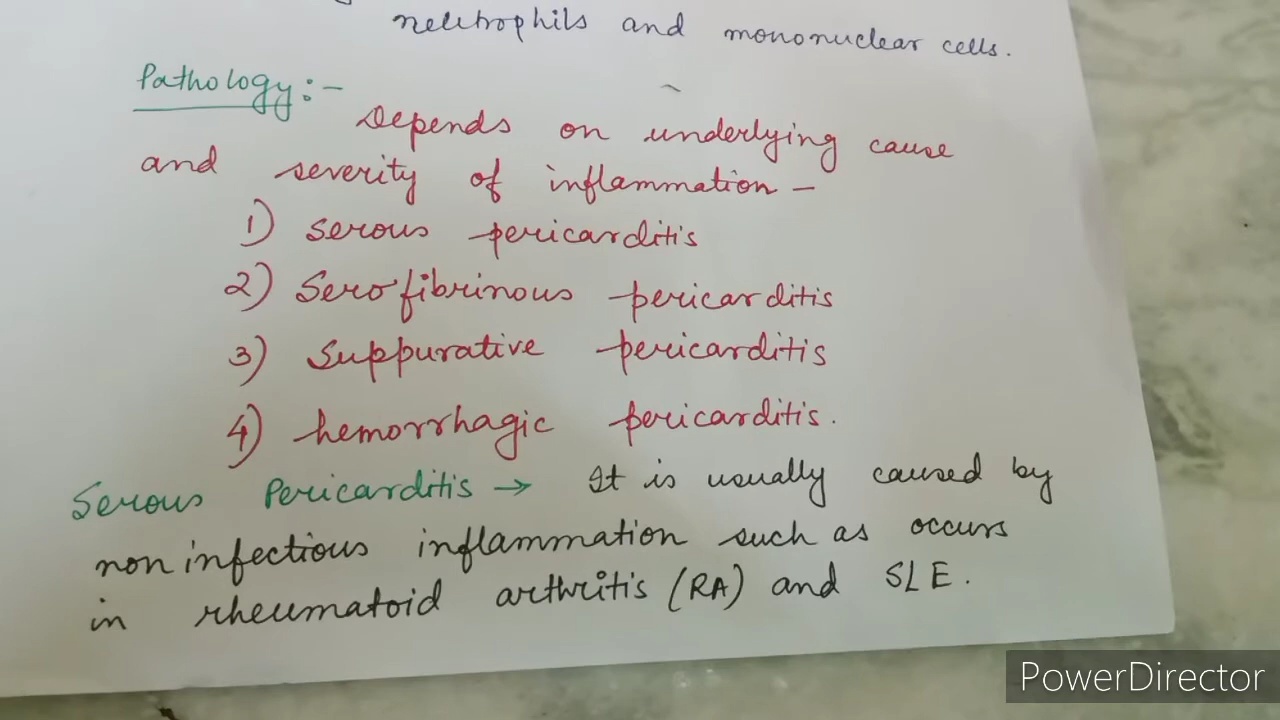 neutrophils and mononuclear cells.
Pathology:-
Depends on underlying cause
and severity of inflammation -
1) serous pericarditis
2) Serofibrinous pericarditis
3) Suppurative pericarditis
4) hemorrhagic pericarditis.
Serous Pericarditis → It is usually caused by
non infectious inflammation such as occurs
in rheumatoid arthritis (RA) and SLE.
PowerDirector